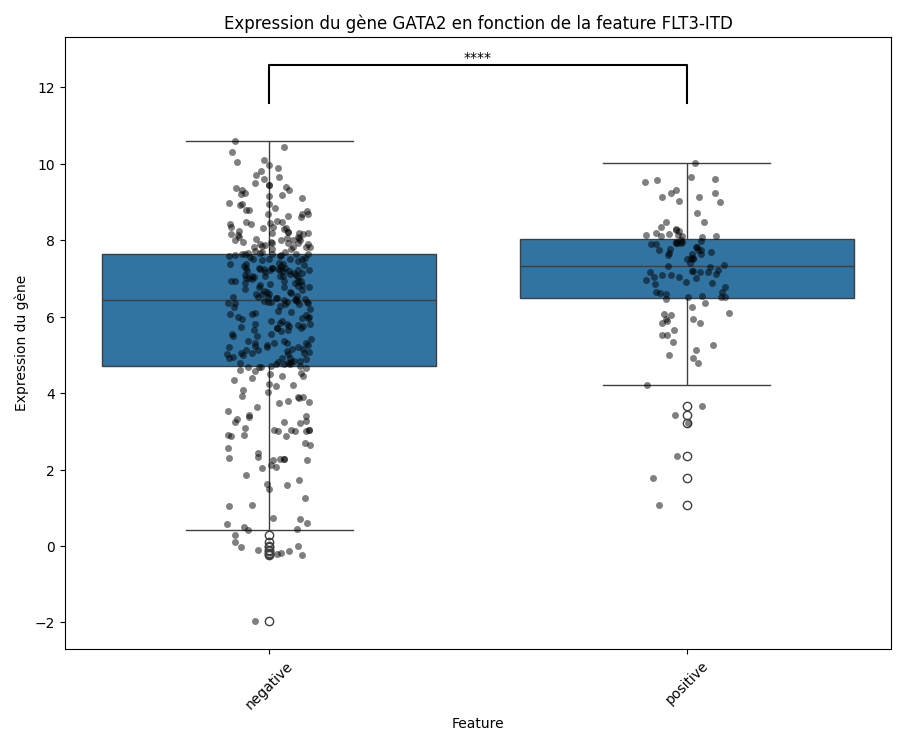 Expression du gène GATA2 en fonction de la feature FLT3-ITD
****
12
10
8
6
4
2
0
−2
Expression du gène
negative
positive
Feature